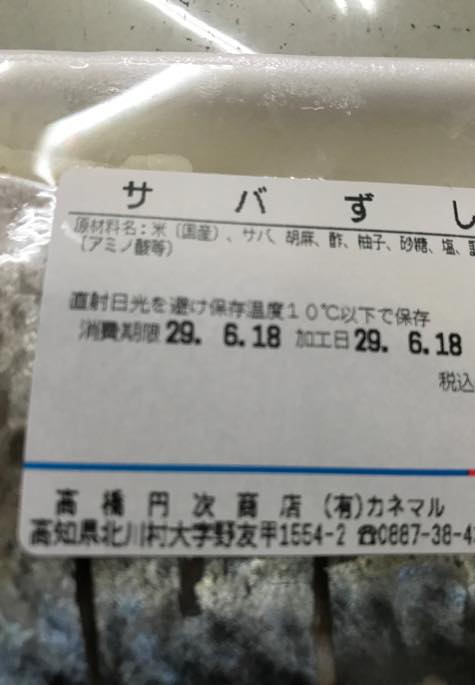 サバずし
原材料名：米（国産）、サバ、胡麻、酢、柚子、砂糖、塩、
（アミノ酸等）
直射日光を避け保存温度１０℃以下で保存
消費期限 29. 6.18 加工日 29. 6.18
税込
高橋円次商店 （有）カネマル
高知県北川村大字野友甲1554-2 ☎0887-38-4